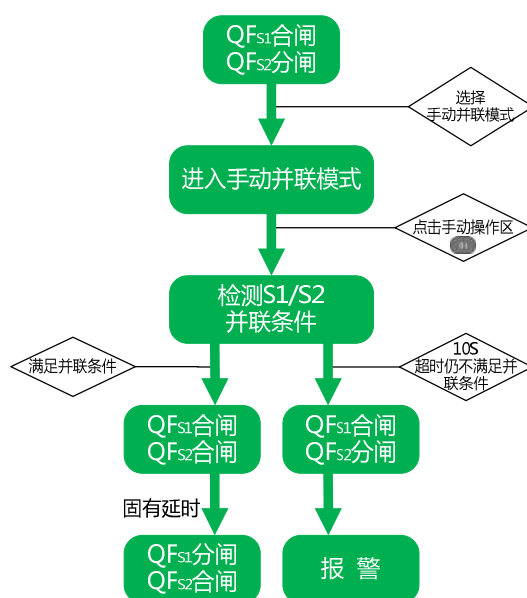 QFS1合闸
QFS2分闸
选择
手动并联模式
进入手动并联模式
点击手动操作区
检测S1/S2
并联条件
满足并联条件
10S
超时仍不满足并
联条件
QFS1合闸
QFS2合闸
QFS1合闸
QFS2分闸
固有延时
QFS1分闸
QFS2合闸
报 警